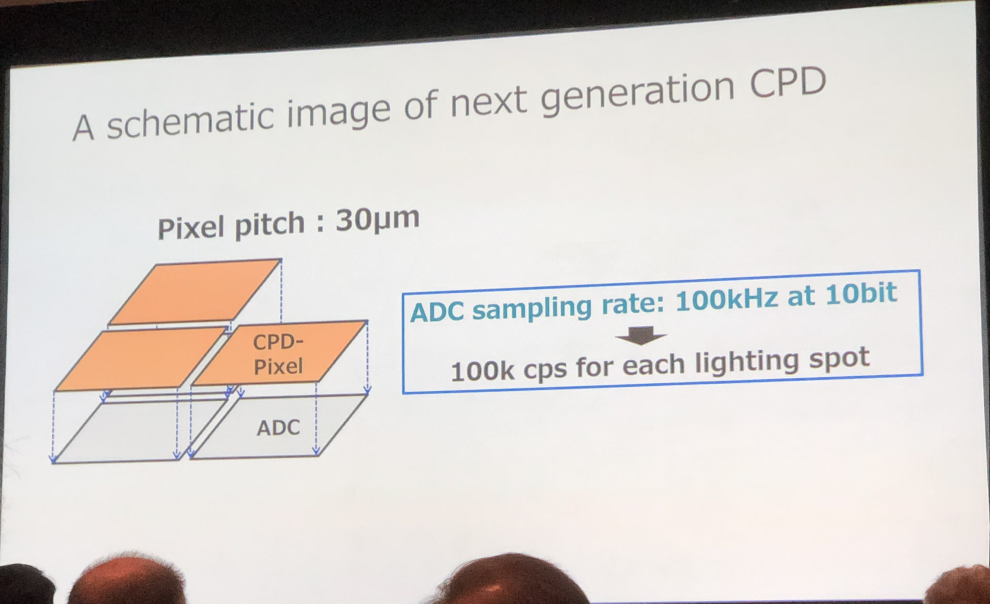 A schematic image of next generation CPD
Pixel pitch : 30μm
CPD-
Pixel
ADC
ADC sampling rate: 100kHz at 10bit
100k cps for each lighting spot